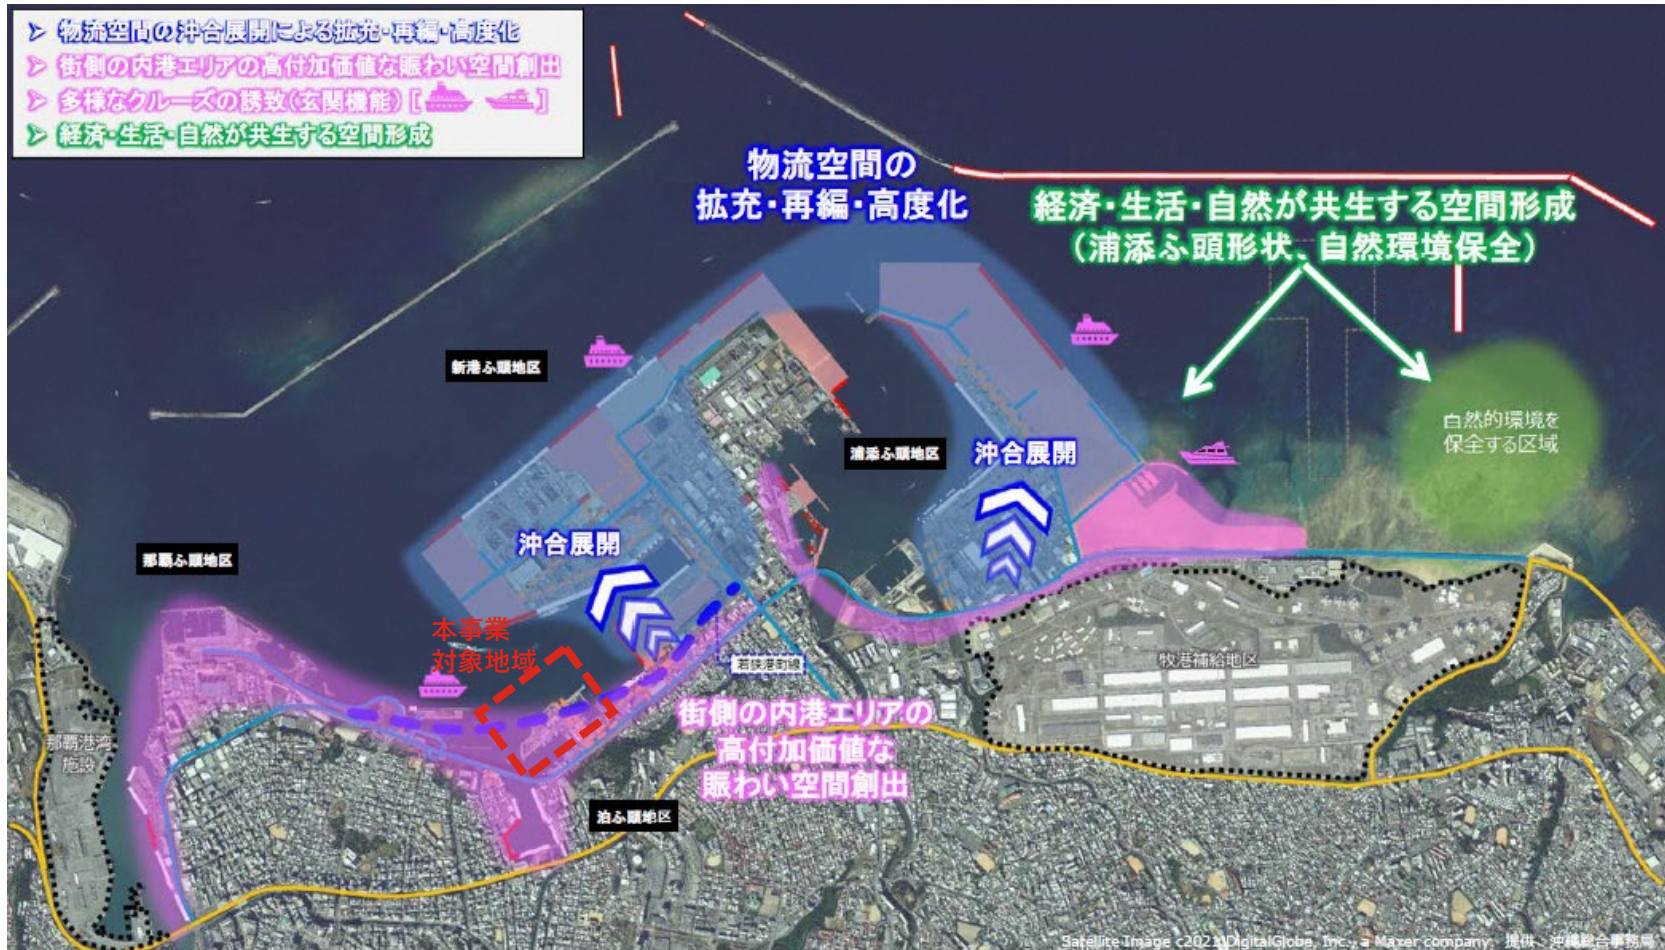 ➢ 物流空間の沖合展開による拡充・再編・高度化
➢ 街側の内港エリアの高付加価値な賑わい空間創出
➢ 多様なクルーズの誘致(玄関機能)[ ]
➢ 経済・生活・自然が共生する空間形成
物流空間の
拡充・再編・高度化
経済・生活・自然が共生する空間形成
(浦添ふ頭形状、自然環境保全)
新港ふ頭地区
自然的環境を
保全する区域
浦添ふ頭地区
沖合展開
沖合展開
那覇ふ頭地区
本事業
対象地域
若狭港町線
牧港補給地区
街側の内港エリアの
高付加価値な
賑わい空間創出
那覇港湾
施設
泊ふ頭地区
Satellite Image c2021 DigitalGlobe, Inc., a Maxer company 提供:沖縄総合事務局